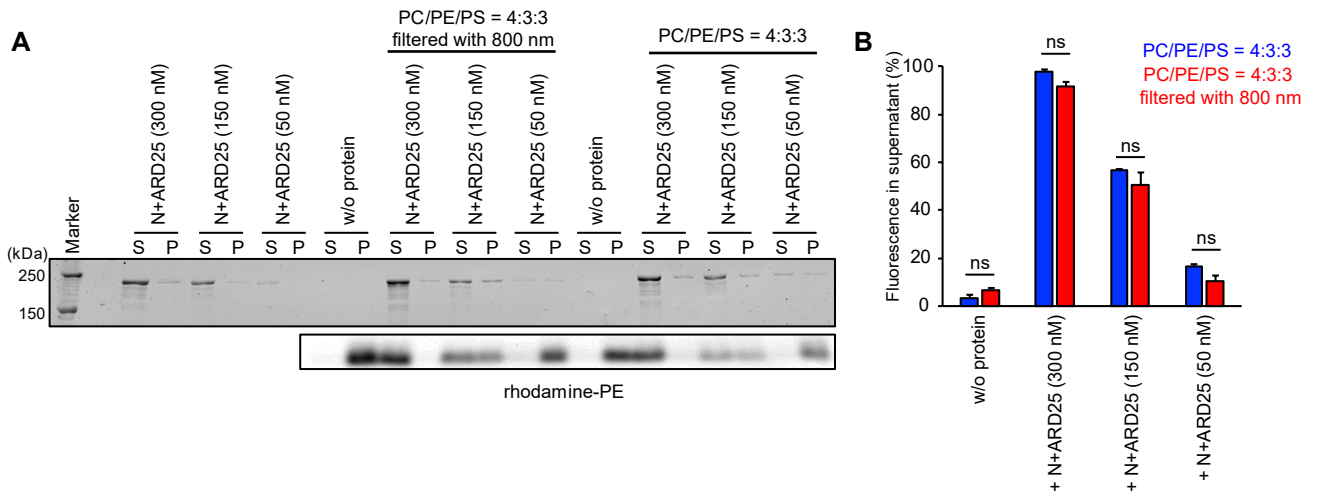 A
PC/PE/PS = 4:3:3
filtered with 800 nm
PC/PE/PS = 4:3:3
Marker
N+ARD25 (300 nM)
N+ARD25 (150 nM)
N+ARD25 (50 nM)
w/o protein
N+ARD25 (300 nM)
N+ARD25 (150 nM)
N+ARD25 (50 nM)
w/o protein
N+ARD25 (300 nM)
N+ARD25 (150 nM)
N+ARD25 (50 nM)
(kDa)
S P S P S P S P S P S P S P S P S P S P S P
250
150
rhodamine-PE
B
PC/PE/PS = 4:3:3
PC/PE/PS = 4:3:3
filtered with 800 nm
Fluorescence in supernatant (%)
100
80
60
40
20
0
ns
ns
ns
ns
w/o protein
+ N+ARD25 (300 nM)
+ N+ARD25 (150 nM)
+ N+ARD25 (50 nM)